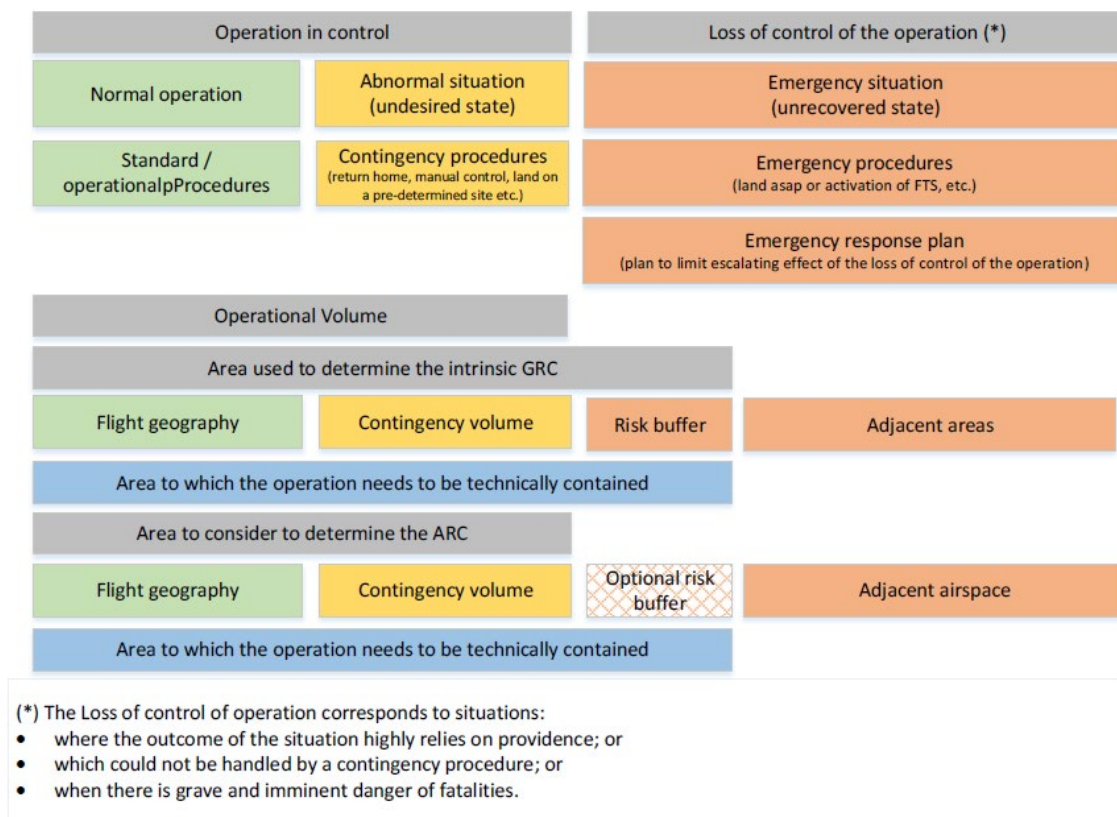 Operation in control
Loss of control of the operation (*)
Normal operation
Abnormal situation
(undesired state)
Emergency situation
(unrecovered state)
Standard /
operationalpProcedures
Contingency procedures
(return home, manual control, land on
a pre-determined site etc.)
Emergency procedures
(land asap or activation of FTS, etc.)
Emergency response plan
(plan to limit escalating effect of the loss of control of the operation)
Operational Volume
Area used to determine the intrinsic GRC
Flight geography
Contingency volume
Risk buffer
Adjacent areas
Area to which the operation needs to be technically contained
Area to consider to determine the ARC
Flight geography
Contingency volume
Optional risk
buffer
Adjacent airspace
Area to which the operation needs to be technically contained
(*) The Loss of control of operation corresponds to situations:
• where the outcome of the situation highly relies on providence; or
• which could not be handled by a contingency procedure; or
• when there is grave and imminent danger of fatalities.